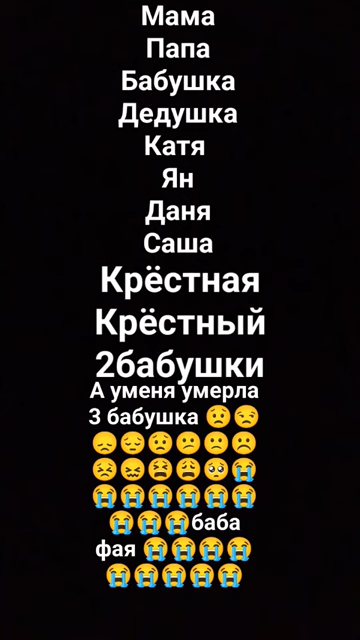 Мама
Папа
Бабушка
Дедушка
Катя
Ян
Даня
Саша
Крёстная
Крёстный
2бабушки
А уменя умерла
3 бабушка 😟😒
😞😔😟😕🙁☹️
😣😖😫😩🥺😭
😭😭😭😭😭😭
😭😭😭баба
фая 😭😭😭😭
😭😭😭😭😭